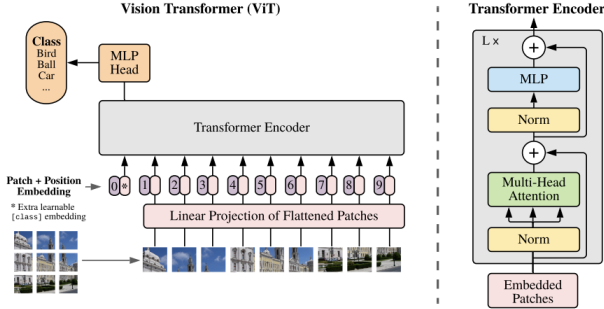 Vision Transformer (ViT)
Class
Bird
Ball
Car
...
MLP
Head
Transformer Encoder
Patch + Position
Embedding
* Extra learnable
[class] embedding
0 * 1 2 3 4 5 6 7 8 9
Linear Projection of Flattened Patches
Transformer Encoder
L ×
+
MLP
Norm
+
Multi-Head
Attention
Norm
Embedded
Patches